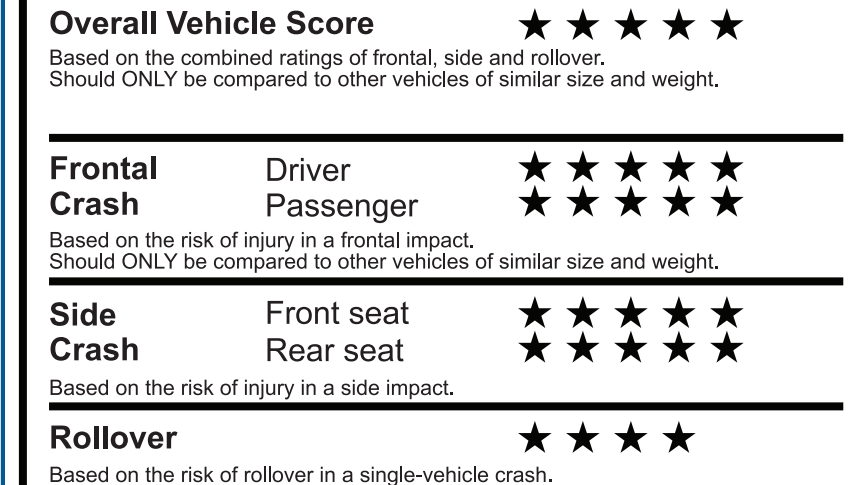 Overall Vehicle Score ★ ★ ★ ★ ★
Based on the combined ratings of frontal, side and rollover.
Should ONLY be compared to other vehicles of similar size and weight.
Frontal Driver ★ ★ ★ ★ ★
Crash Passenger ★ ★ ★ ★ ★
Based on the risk of injury in a frontal impact.
Should ONLY be compared to other vehicles of similar size and weight.
Side Front seat ★ ★ ★ ★ ★
Crash Rear seat ★ ★ ★ ★ ★
Based on the risk of injury in a side impact.
Rollover ★ ★ ★ ★
Based on the risk of rollover in a single-vehicle crash.